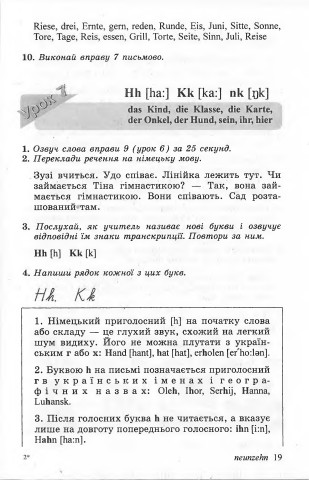 Riese, drei, Ernte, gern, reden, Runde, Eis, Juni, Sitte, Sonne,
Tore, Tage, Reis, essen, Grill, Torte, Seite, Sinn, Juli, Reise
10. Виконай вправу 7 письмово.
Урок 7
Hh [ha:] Kk [ka:] nk [ŋk]
das Kind, die Klasse, die Karte,
der Onkel, der Hund, sein, ihr, hier
1. Озвуч слова вправи 9 (урок 6) за 25 секунд.
2. Переклади речення на німецьку мову.
Зузі вчиться. Удо співає. Лінійка лежить тут. Чи
займається Тіна гімнастикою? — Так, вона зай-
мається гімнастикою. Вони співають. Сад розта-
шований там.
3. Послухай, як учитель називає нові букви і озвучує
відповідні їм знаки транскрипції. Повтори за ним.
Hh [h] Kk [k]
4. Напиши рядок кожної з цих букв.
Hh. Kk
1. Німецький приголосний [h] на початку слова
або складу — це глухий звук, схожий на легкий
шум видиху. Його не можна плутати з україн-
ським г або х: Hand [hant], hat [hat], erholen [er'ho:lən].
2. Буквою h на письмі позначається приголосний
г в українських іменах і геогра-
фічних назвах: Oleh, Ihor, Serhij, Hanna,
Luhansk.
3. Після голосних буква h не читається, а вказує
лише на довготу попереднього голосного: ihn [i:n],
Hahn [ha:n].
2* neunzehn 19